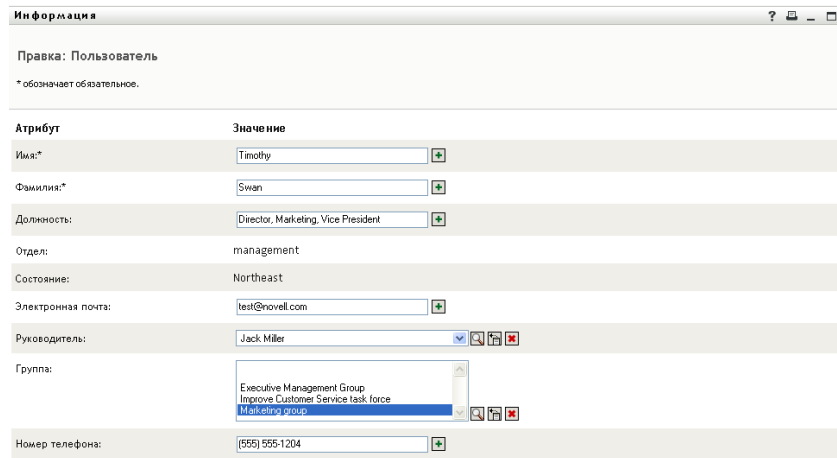 Информация ?
Правка: Пользователь
* обозначает обязательное.
Атрибут Значение
Имя:* Timothy
Фамилия:* Swan
Должность: Director, Marketing, Vice President
Отдел: management
Состояние: Northeast
Электронная почта: test@novell.com
Руководитель: Jack Miller
Группа:
Executive Management Group
Improve Customer Service task force
Marketing group
Номер телефона: (555) 555-1204